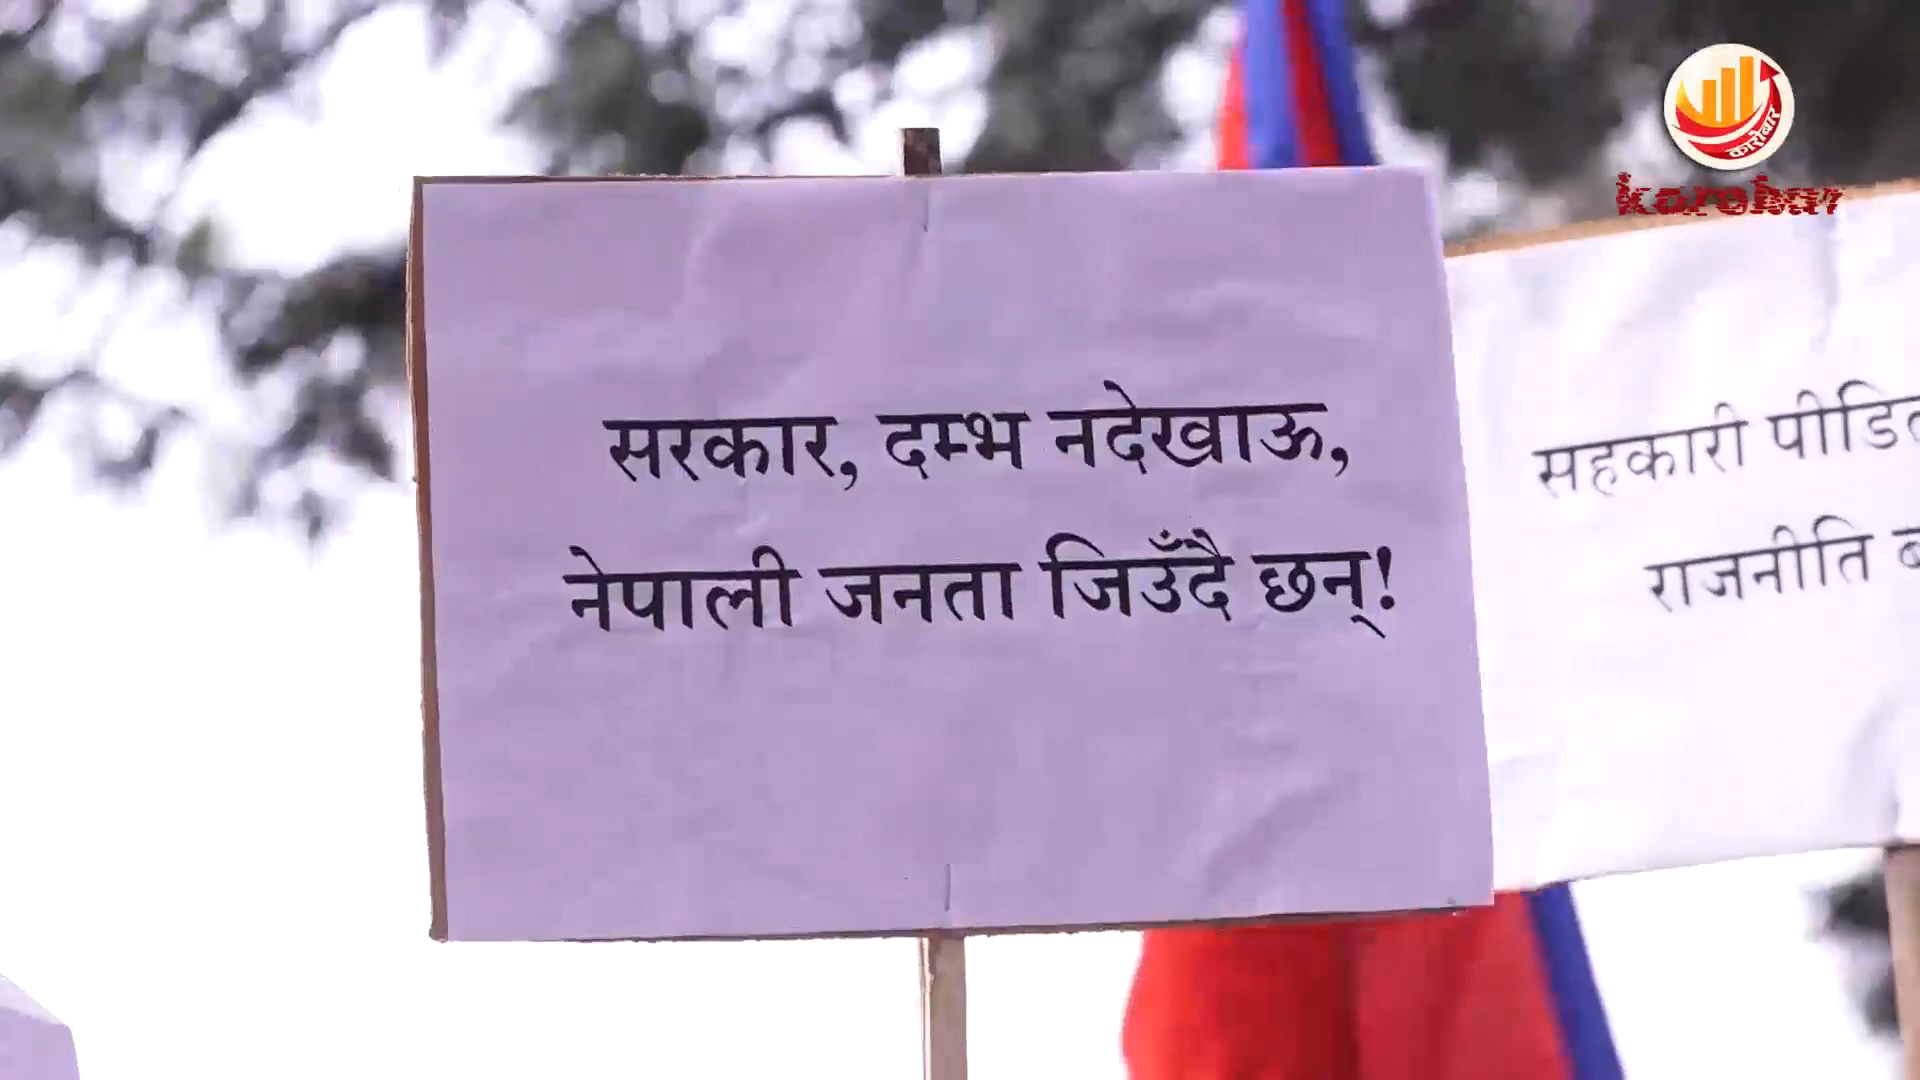 कारोबार
karobar
सरकार, दम्भ नदेखाऊ,
नेपाली जनता जिउँदै छन्!
सहकारी
राजनीति